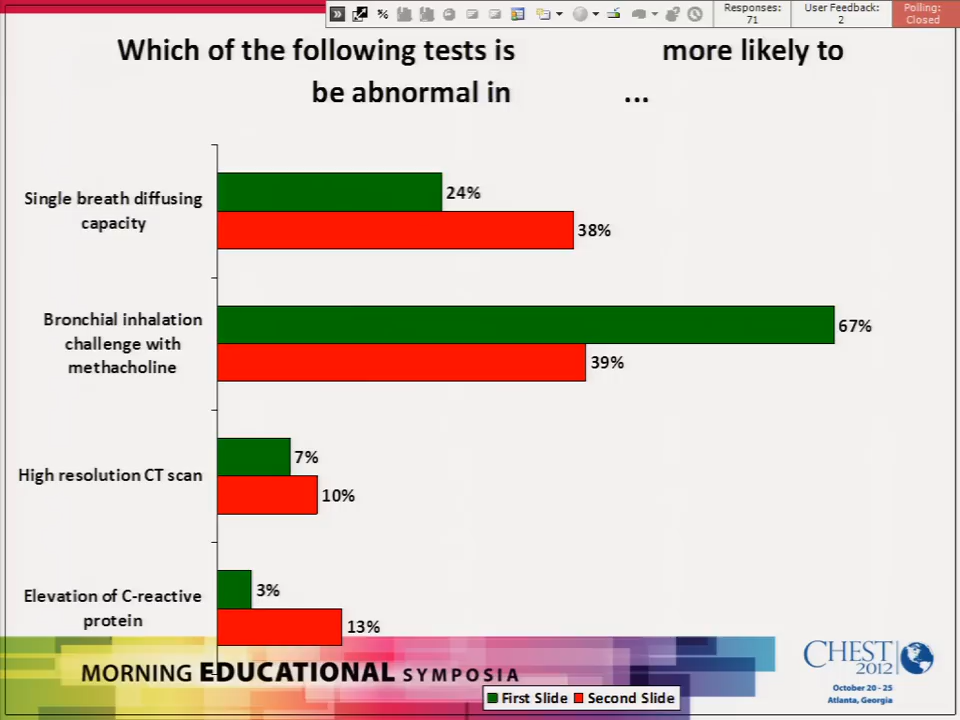 Responses:
71
User Feedback:
2
Polling:
Closed
Which of the following tests is more likely to
be abnormal in ...
Single breath diffusing
capacity
24%
38%
Bronchial inhalation
challenge with
methacholine
67%
39%
High resolution CT scan
7%
10%
Elevation of C-reactive
protein
3%
13%
MORNING EDUCATIONAL SYMPOSIA
First Slide Second Slide
CHEST
2012
October 20 - 25
Atlanta, Georgia